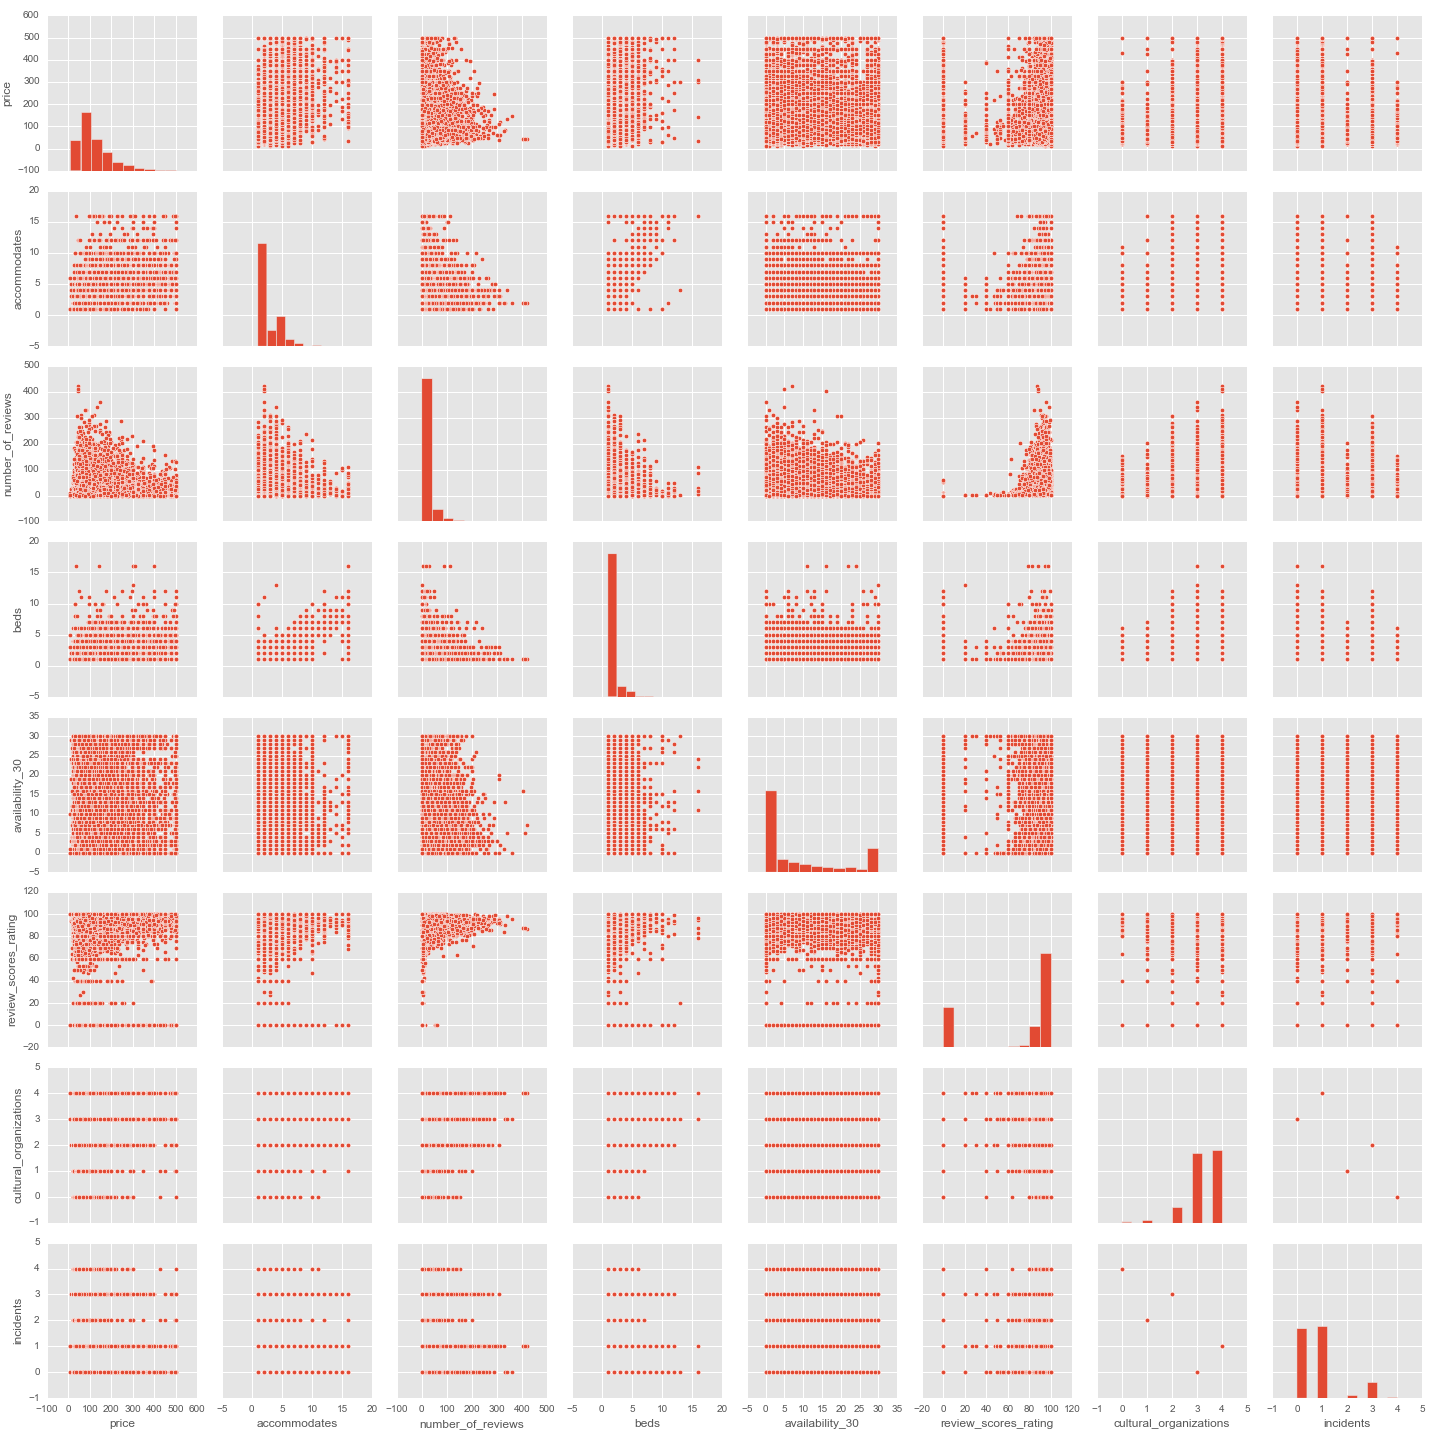 600
500
400
300
200
100
0
−100
price
20
15
10
5
0
−5
accommodates
500
400
300
200
100
0
−100
number_of_reviews
20
15
10
5
0
−5
beds
35
30
25
20
15
10
5
0
−5
availability_30
120
100
80
60
40
20
0
−20
review_scores_rating
5
4
3
2
1
0
−1
cultural_organizations
5
4
3
2
1
0
−1
incidents
−100 0 100 200 300 400 500 600
price
−5 0 5 10 15 20
accommodates
−100 0 100 200 300 400 500
number_of_reviews
−5 0 5 10 15 20
beds
−5 0 5 10 15 20 25 30 35
availability_30
−20 0 20 40 60 80 100 120
review_scores_rating
−1 0 1 2 3 4 5
cultural_organizations
−1 0 1 2 3 4 5
incidents